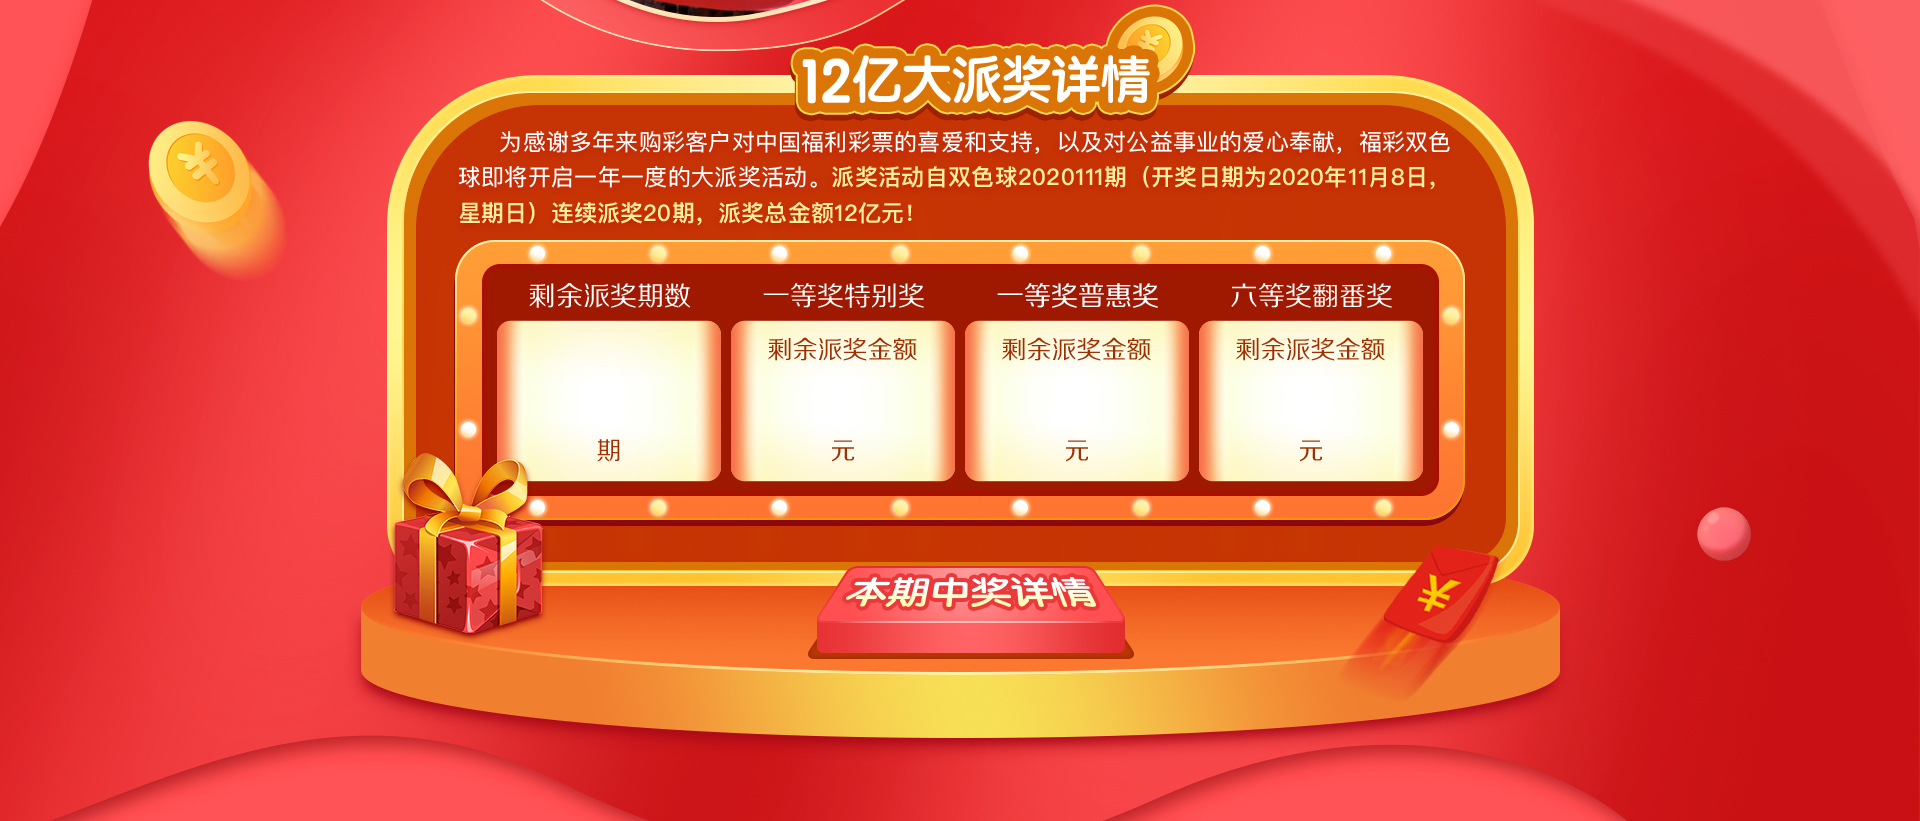 12亿大派奖详情
为感谢多年来购彩客户对中国福利彩票的喜爱和支持，以及对公益事业的爱心奉献，福彩双色
球即将开启一年一度的大派奖活动。派奖活动自双色球2020111期（开奖日期为2020年11月8日，
星期日）连续派奖20期，派奖总金额12亿元！
剩余派奖期数 一等奖特别奖 一等奖普惠奖 六等奖翻番奖
剩余派奖金额 剩余派奖金额 剩余派奖金额
期 元 元 元
本期中奖详情
¥
¥
¥